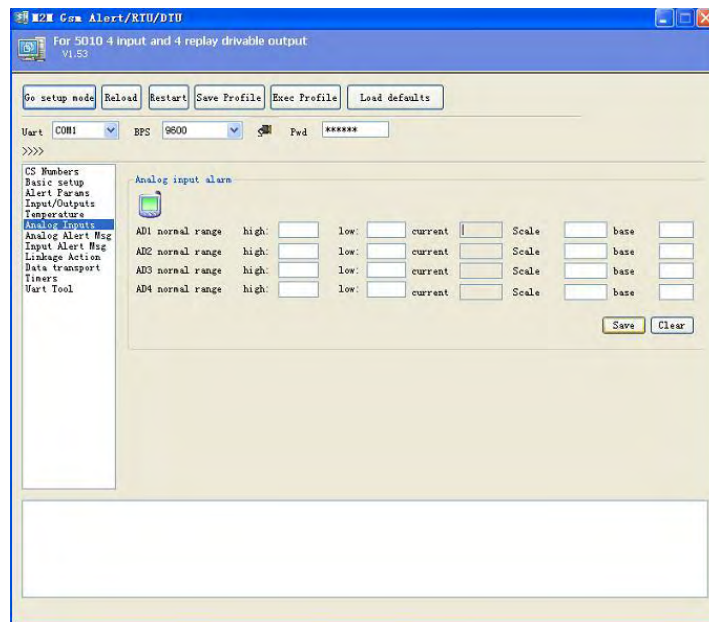 M2M Gsm Alert/RTU/DTU
For 5010 4 input and 4 replay drivable output
V1.53
Go setup mode Reload Restart Save Profile Exec Profile Load defaults
Uart COM1 BPS 9600 Pwd ******
>>>>
CS Numbers
Basic setup
Alert Params
Input/Outputs
Temperature
Analog Inputs
Analog Alert Msg
Input Alert Msg
Linkage Action
Data transport
Timers
Uart Tool
Analog input alarm
AD1 normal range high: low: current Scale base
AD2 normal range high: low: current Scale base
AD3 normal range high: low: current Scale base
AD4 normal range high: low: current Scale base
Save Clear